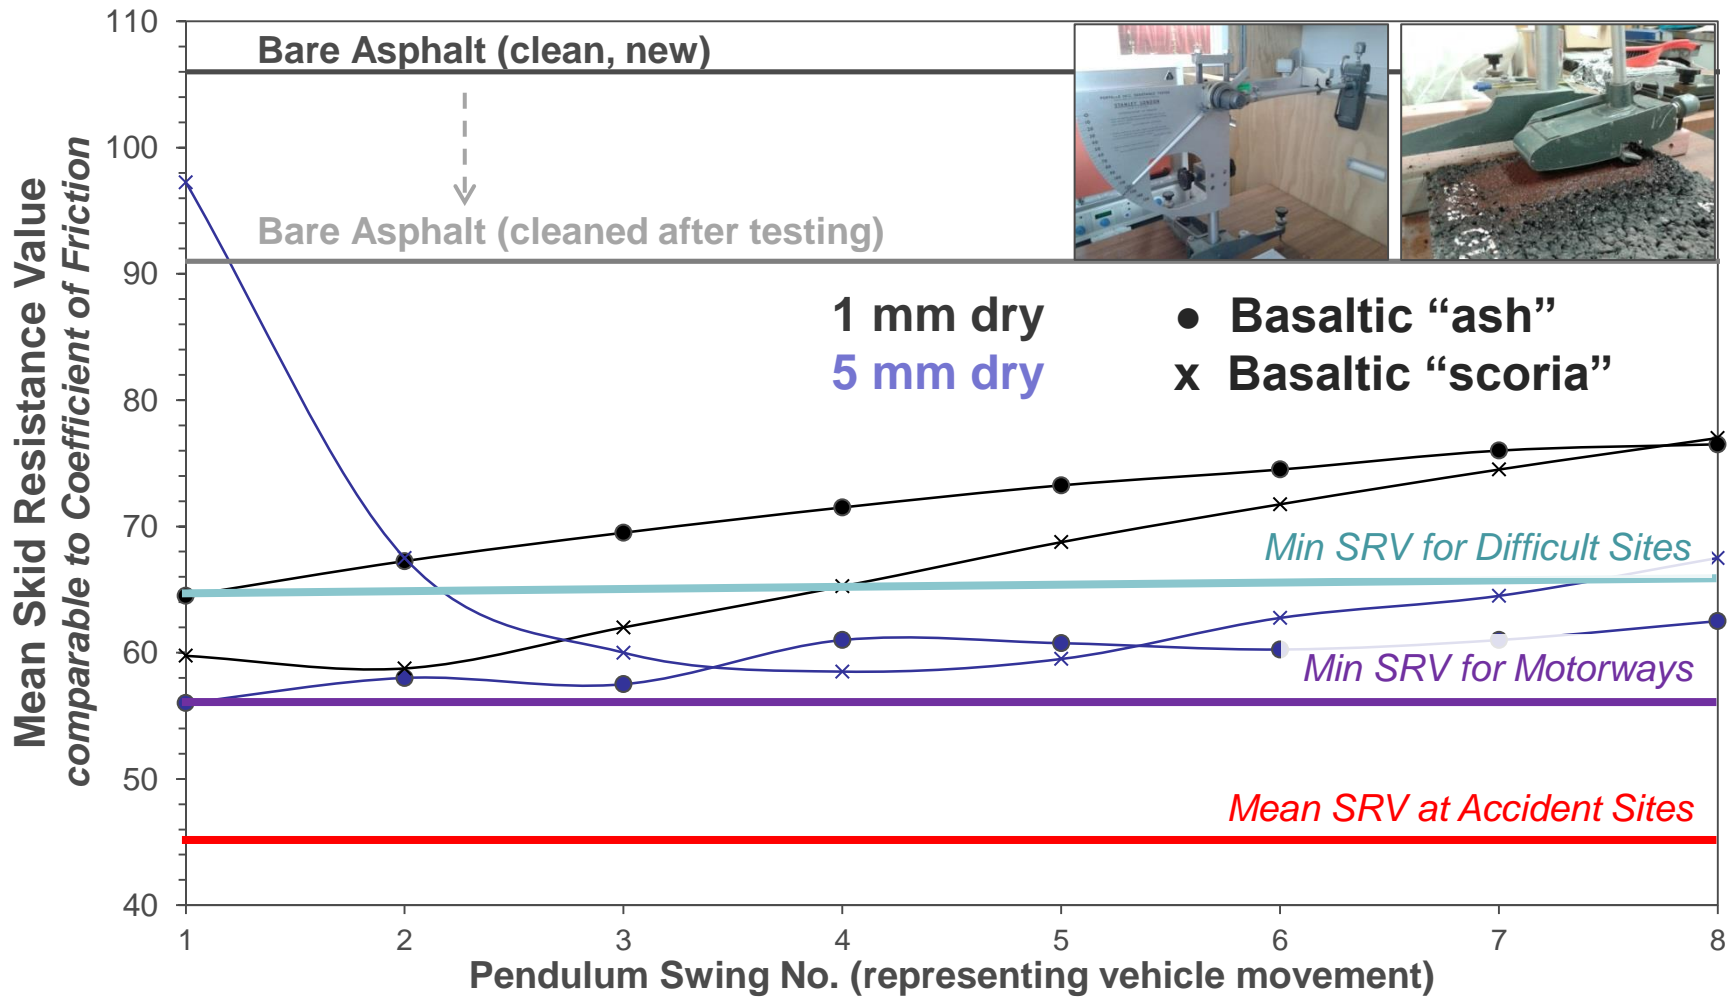 110
100
90
80
70
60
50
40
Mean Skid Resistance Value
comparable to Coefficient of Friction
Bare Asphalt (clean, new)
Bare Asphalt (cleaned after testing)
1 mm dry
5 mm dry
● Basaltic “ash”
x Basaltic “scoria”
STANLEY LONDON
Min SRV for Difficult Sites
Min SRV for Motorways
Mean SRV at Accident Sites
1 2 3 4 5 6 7 8
Pendulum Swing No. (representing vehicle movement)